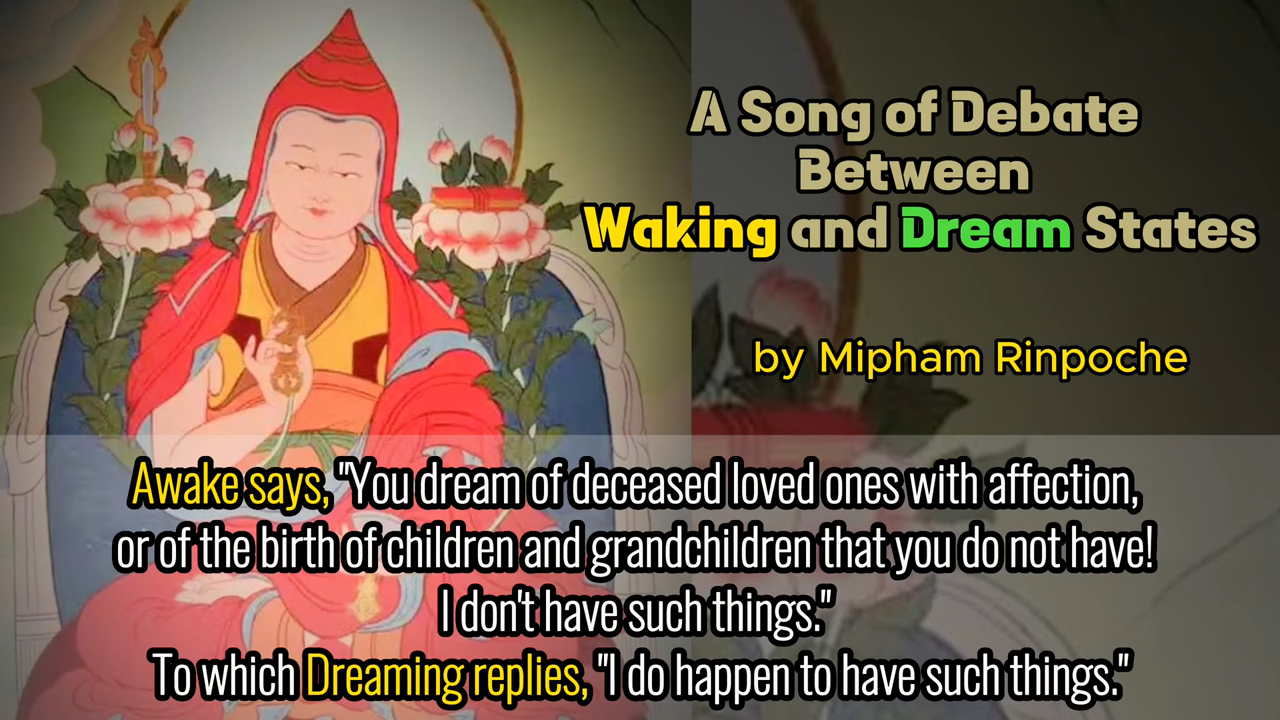 A Song of Debate
Between
Waking and Dream States
by Mipham Rinpoche
Awake says, "You dream of deceased loved ones with affection,
or of the birth of children and grandchildren that you do not have!
I don't have such things."
To which Dreaming replies, "I do happen to have such things."